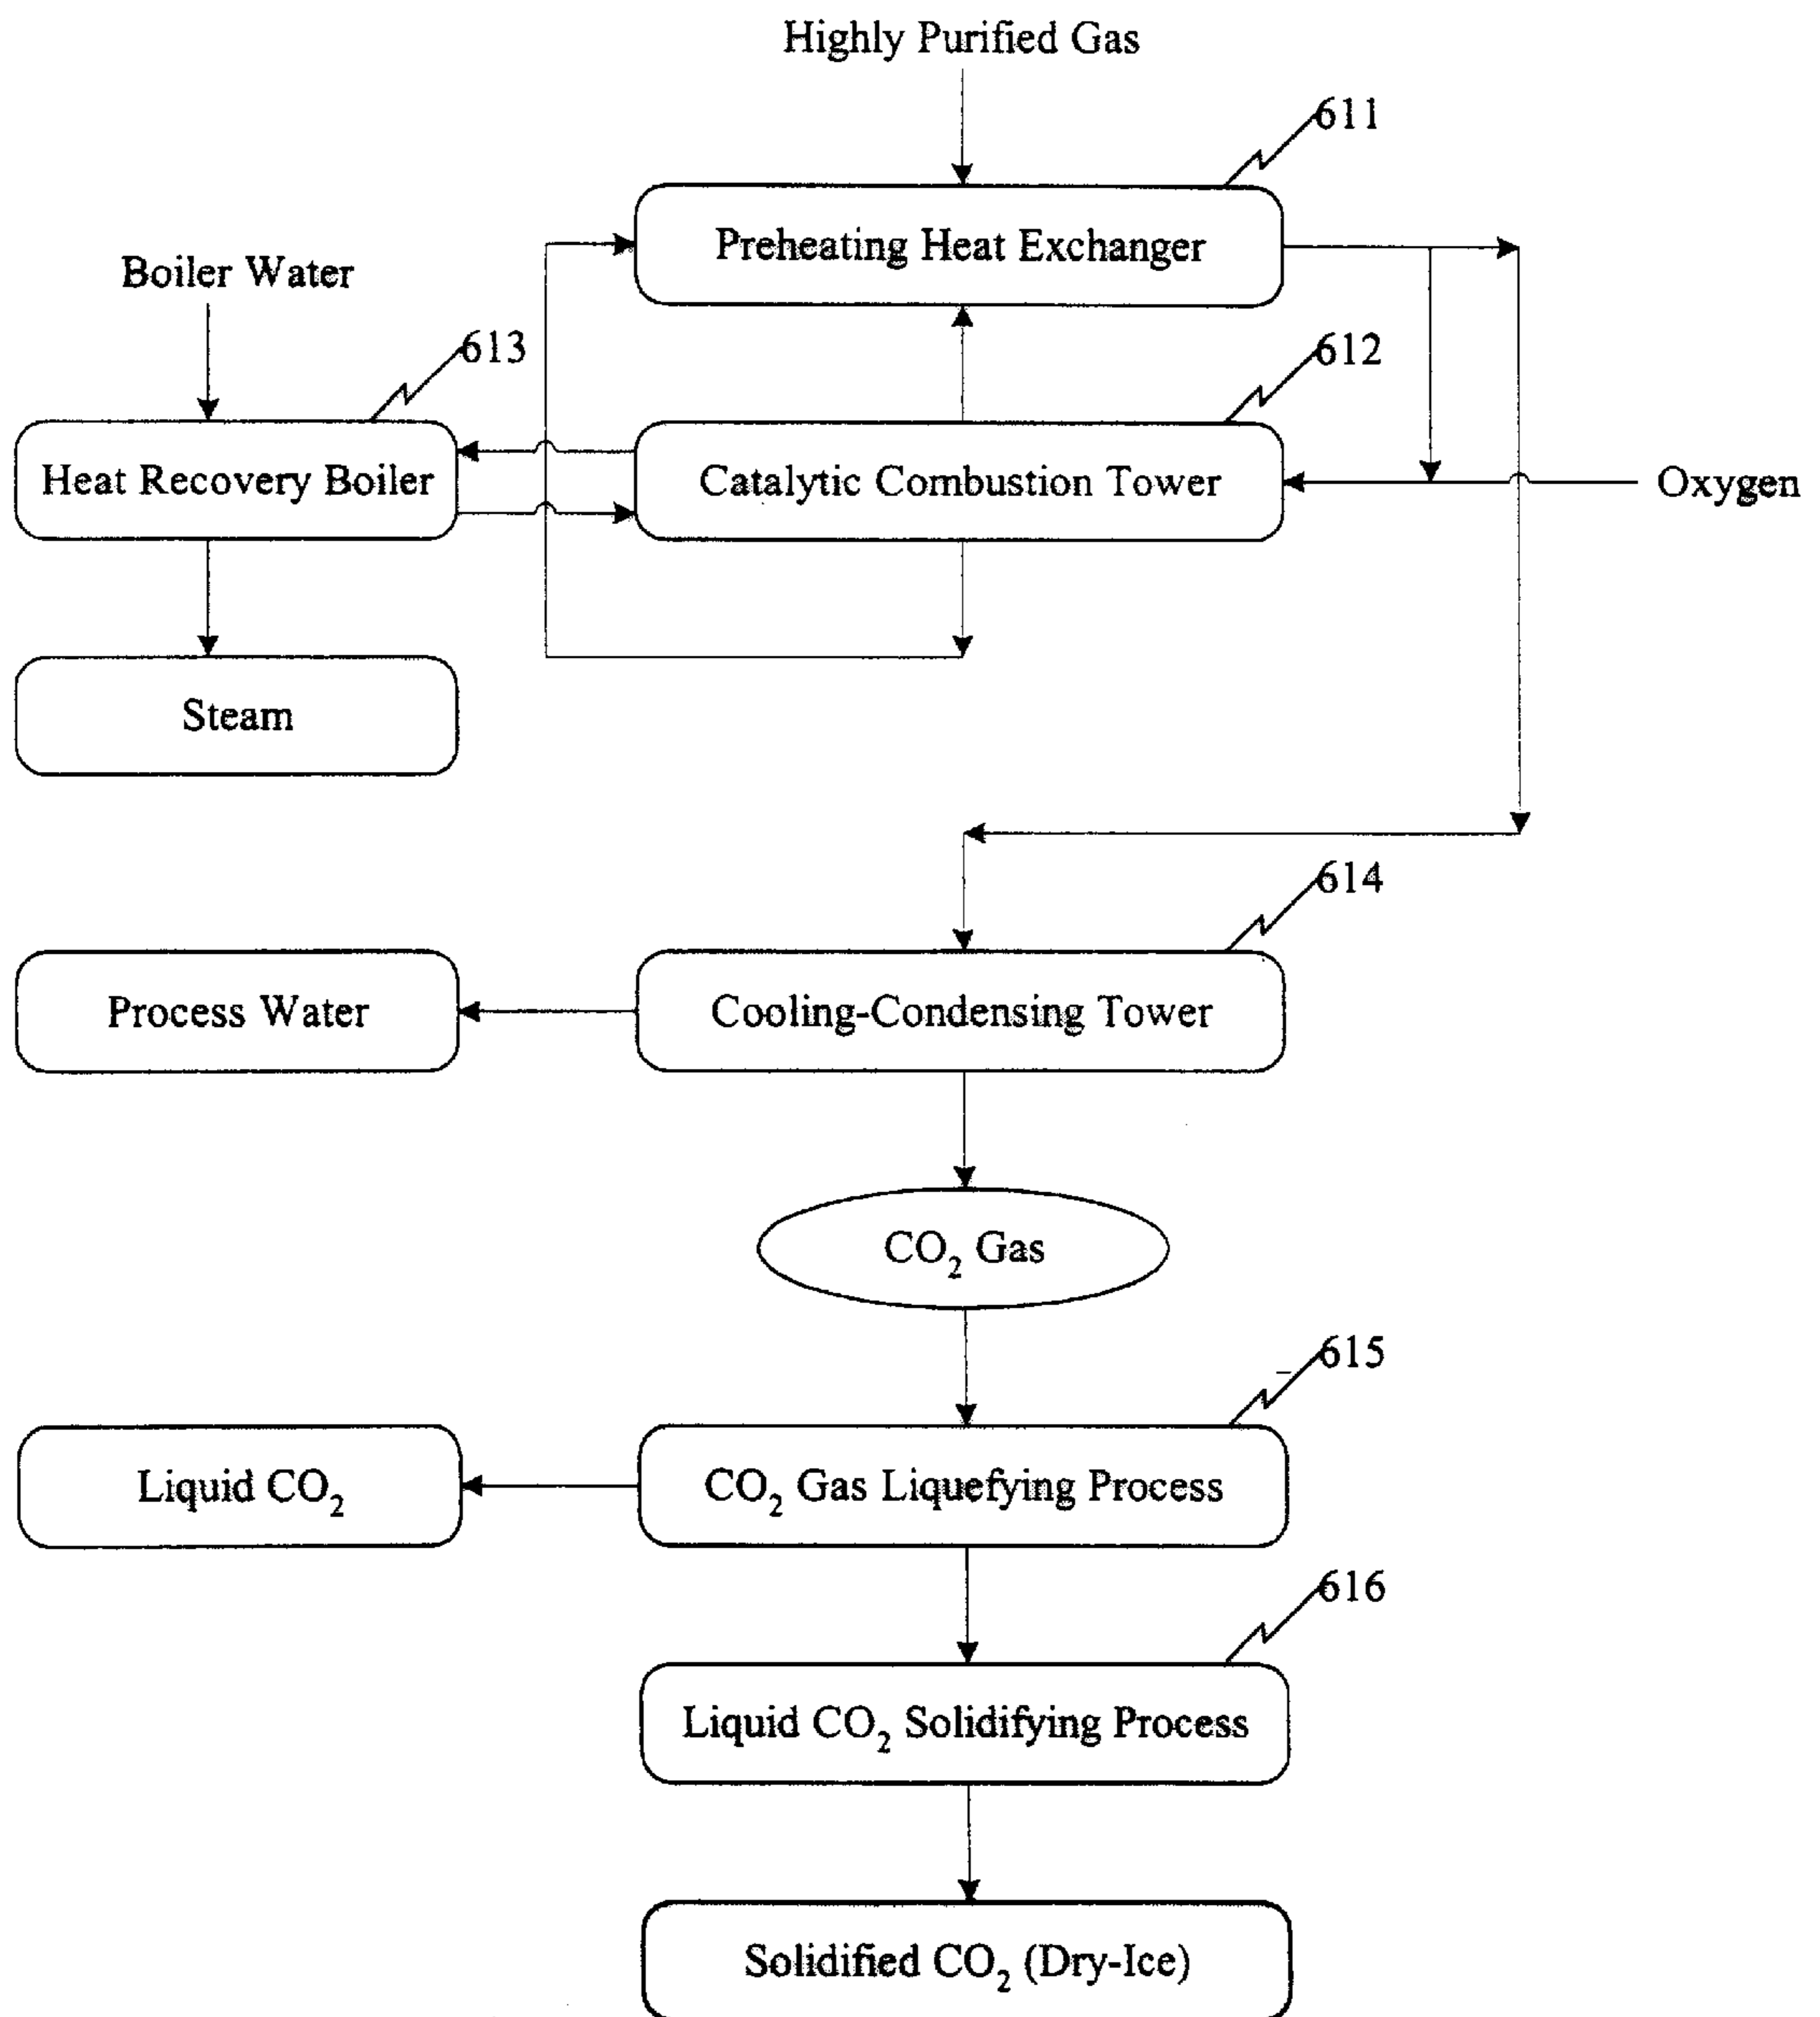 Highly Purified Gas
611
Preheating Heat Exchanger
Boiler Water
613
612
Heat Recovery Boiler
Catalytic Combustion Tower
Oxygen
Steam
614
Process Water
Cooling-Condensing Tower
CO₂ Gas
615
Liquid CO₂
CO₂ Gas Liquefying Process
616
Liquid CO₂ Solidifying Process
Solidified CO₂ (Dry-Ice)